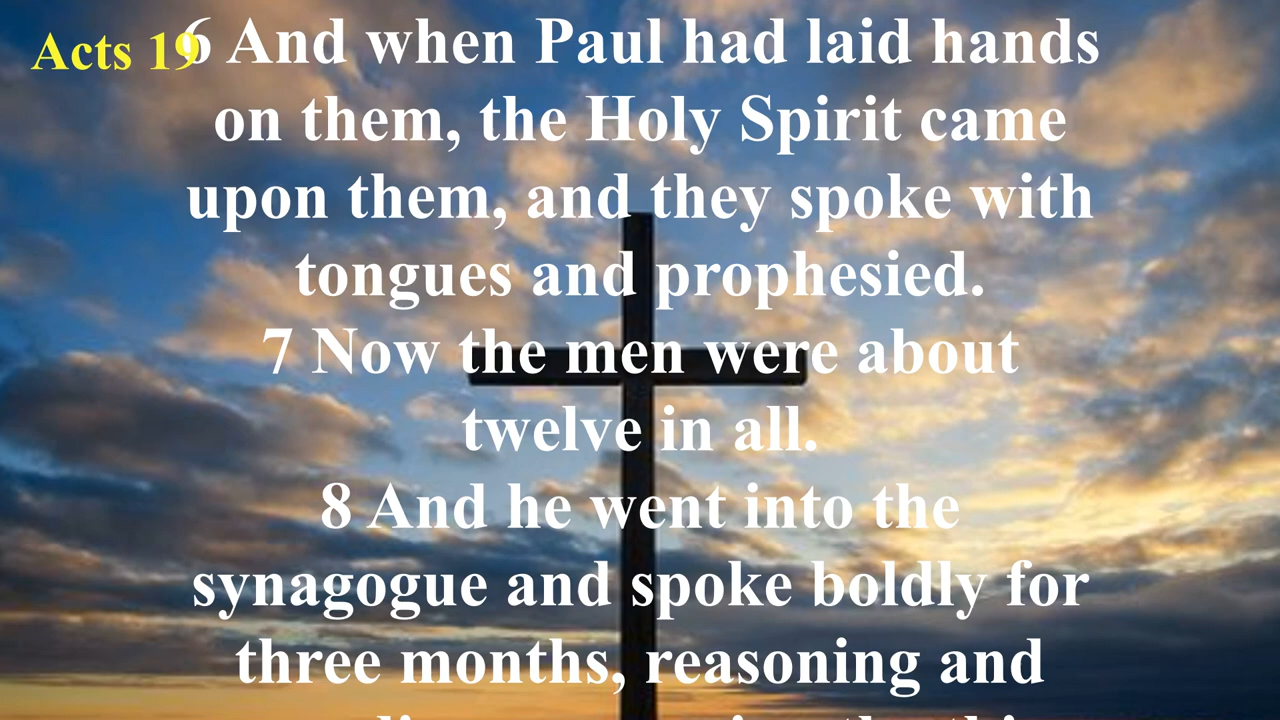 Acts 19
6 And when Paul had laid hands
on them, the Holy Spirit came
upon them, and they spoke with
tongues and prophesied.
7 Now the men were about
twelve in all.
8 And he went into the
synagogue and spoke boldly for
three months, reasoning and